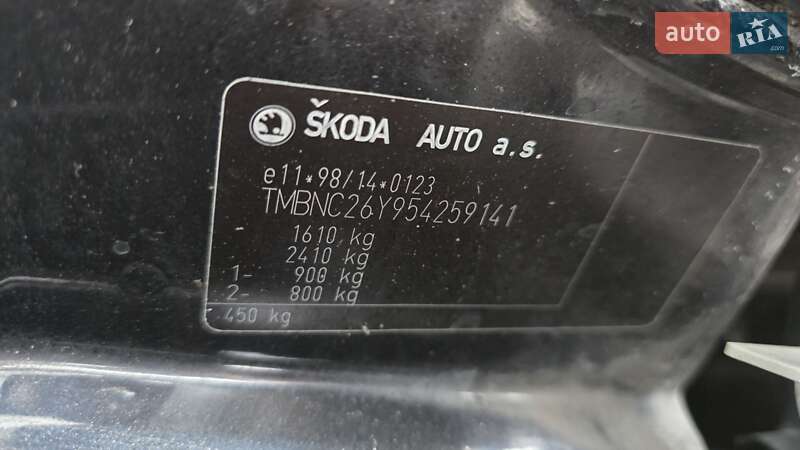 auto RIA .com
ŠKODA AUTO a.s.
e11*98/14*0123
TMBNC26Y954259141
1610 kg
2410 kg
1- 900 kg
2- 800 kg
450 kg